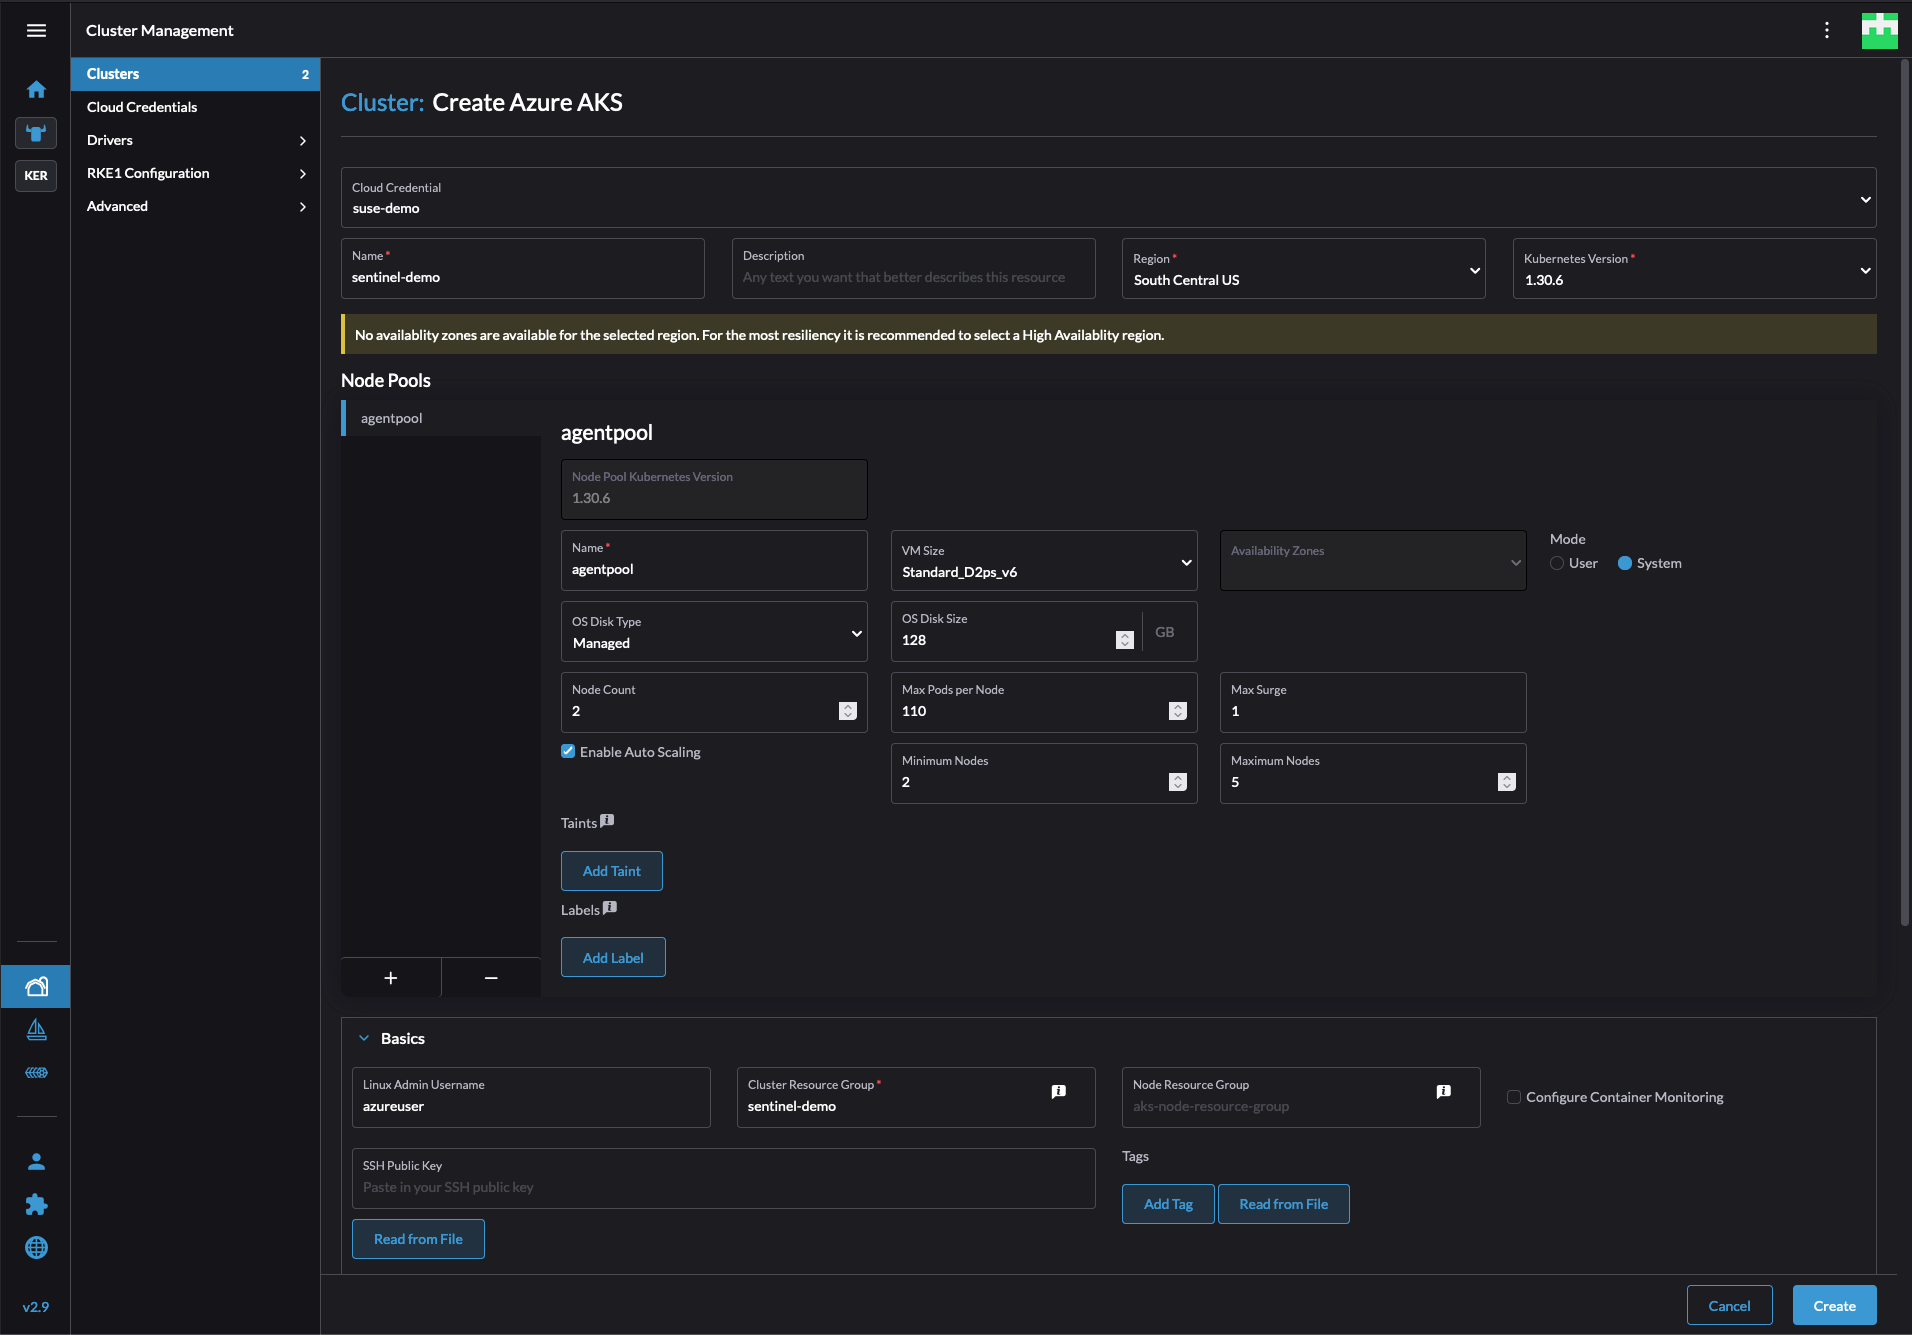 Cluster Management
Clusters 2
Cloud Credentials
Drivers
RKE1 Configuration
Advanced
KER
v2.9
Cluster: Create Azure AKS
Cloud Credential
suse-demo
Name *
sentinel-demo
Description
Any text you want that better describes this resource
Region *
South Central US
Kubernetes Version *
1.30.6
No availablity zones are available for the selected region. For the most resiliency it is recommended to select a High Availablity region.
Node Pools
agentpool
agentpool
Node Pool Kubernetes Version
1.30.6
Name *
agentpool
VM Size
Standard_D2ps_v6
Availability Zones
Mode
User System
OS Disk Type
Managed
OS Disk Size
128
GB
Node Count
2
Max Pods per Node
110
Max Surge
1
Enable Auto Scaling
Minimum Nodes
2
Maximum Nodes
5
Taints
Add Taint
Labels
Add Label
+ −
Basics
Linux Admin Username
azureuser
Cluster Resource Group *
sentinel-demo
Node Resource Group
aks-node-resource-group
Configure Container Monitoring
SSH Public Key
Paste in your SSH public key
Read from File
Tags
Add Tag Read from File
Cancel Create